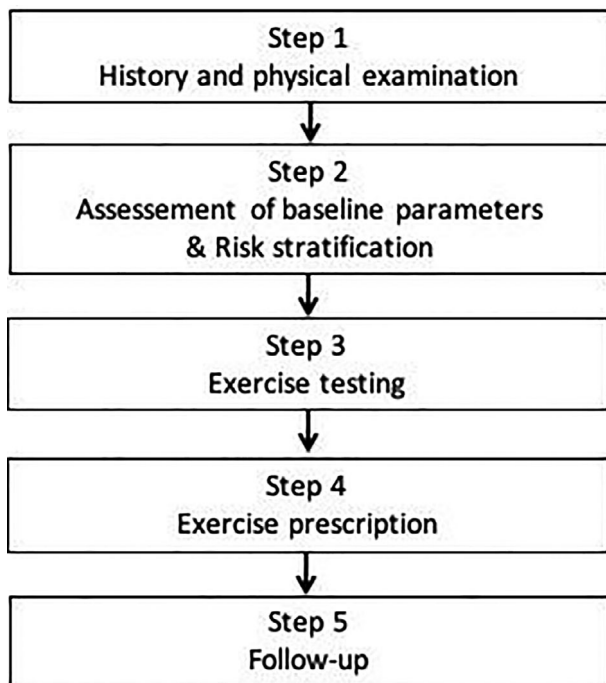 Step 1
History and physical examination
Step 2
Assessement of baseline parameters
& Risk stratification
Step 3
Exercise testing
Step 4
Exercise prescription
Step 5
Follow-up